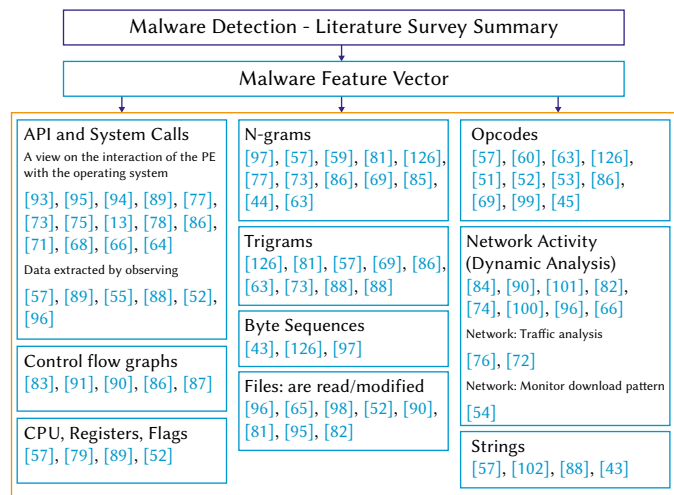 Malware Detection - Literature Survey Summary
Malware Feature Vector
API and System Calls
A view on the interaction of the PE
with the operating system
[93], [95], [94], [89], [77],
[73], [75], [13], [78], [86],
[71], [68], [66], [64]
Data extracted by observing
[57], [89], [55], [88], [52],
[96]
Control flow graphs
[83], [91], [90], [86], [87]
CPU, Registers, Flags
[57], [79], [89], [52]
N-grams
[97], [57], [59], [81], [126],
[77], [73], [86], [69], [85],
[44], [63]
Trigrams
[126], [81], [57], [69], [86],
[63], [73], [88], [88]
Byte Sequences
[43], [126], [97]
Files: are read/modified
[96], [65], [98], [52], [90],
[81], [95], [82]
Opcodes
[57], [60], [63], [126],
[51], [52], [53], [86],
[69], [99], [45]
Network Activity
(Dynamic Analysis)
[84], [90], [101], [82],
[74], [100], [96], [66]
Network: Traffic analysis
[76], [72]
Network: Monitor download pattern
[54]
Strings
[57], [102], [88], [43]